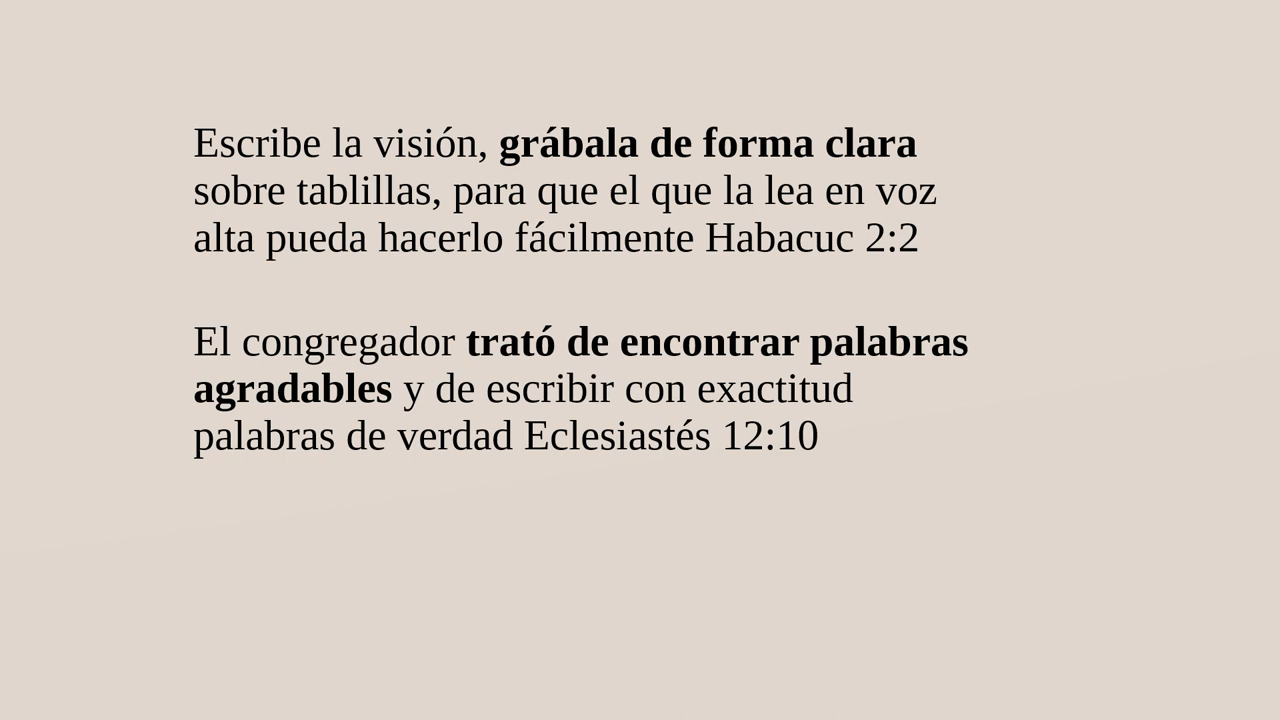 Escribe la visión, grábala de forma clara
sobre tablillas, para que el que la lea en voz
alta pueda hacerlo fácilmente Habacuc 2:2
El congregador trató de encontrar palabras
agradables y de escribir con exactitud
palabras de verdad Eclesiastés 12:10